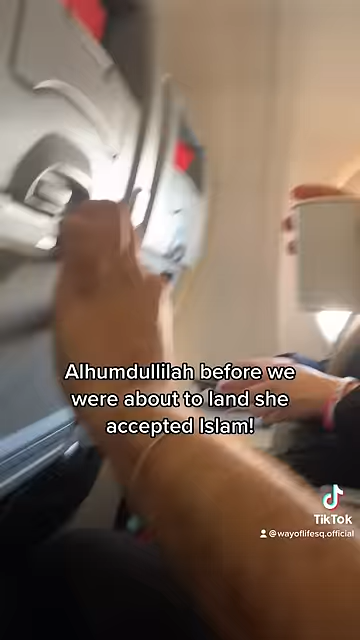 Alhumdullilah before we
were about to land she
accepted Islam!
TikTok
@wayoflifesq.official